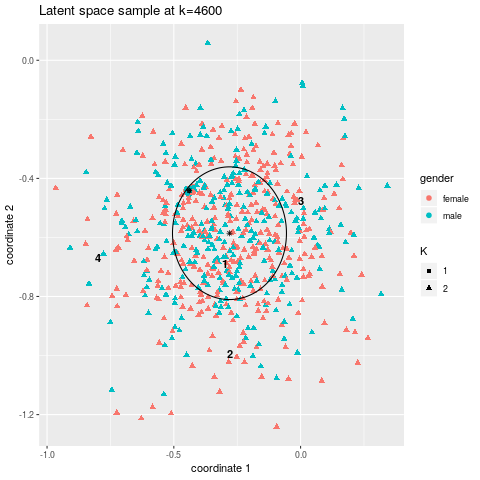 Latent space sample at k=4600
0.0
-0.4
-0.8
-1.2
coordinate 2
-1.0
-0.5
0.0
coordinate 1
3
4
1
2
gender
female
male
K
1
2